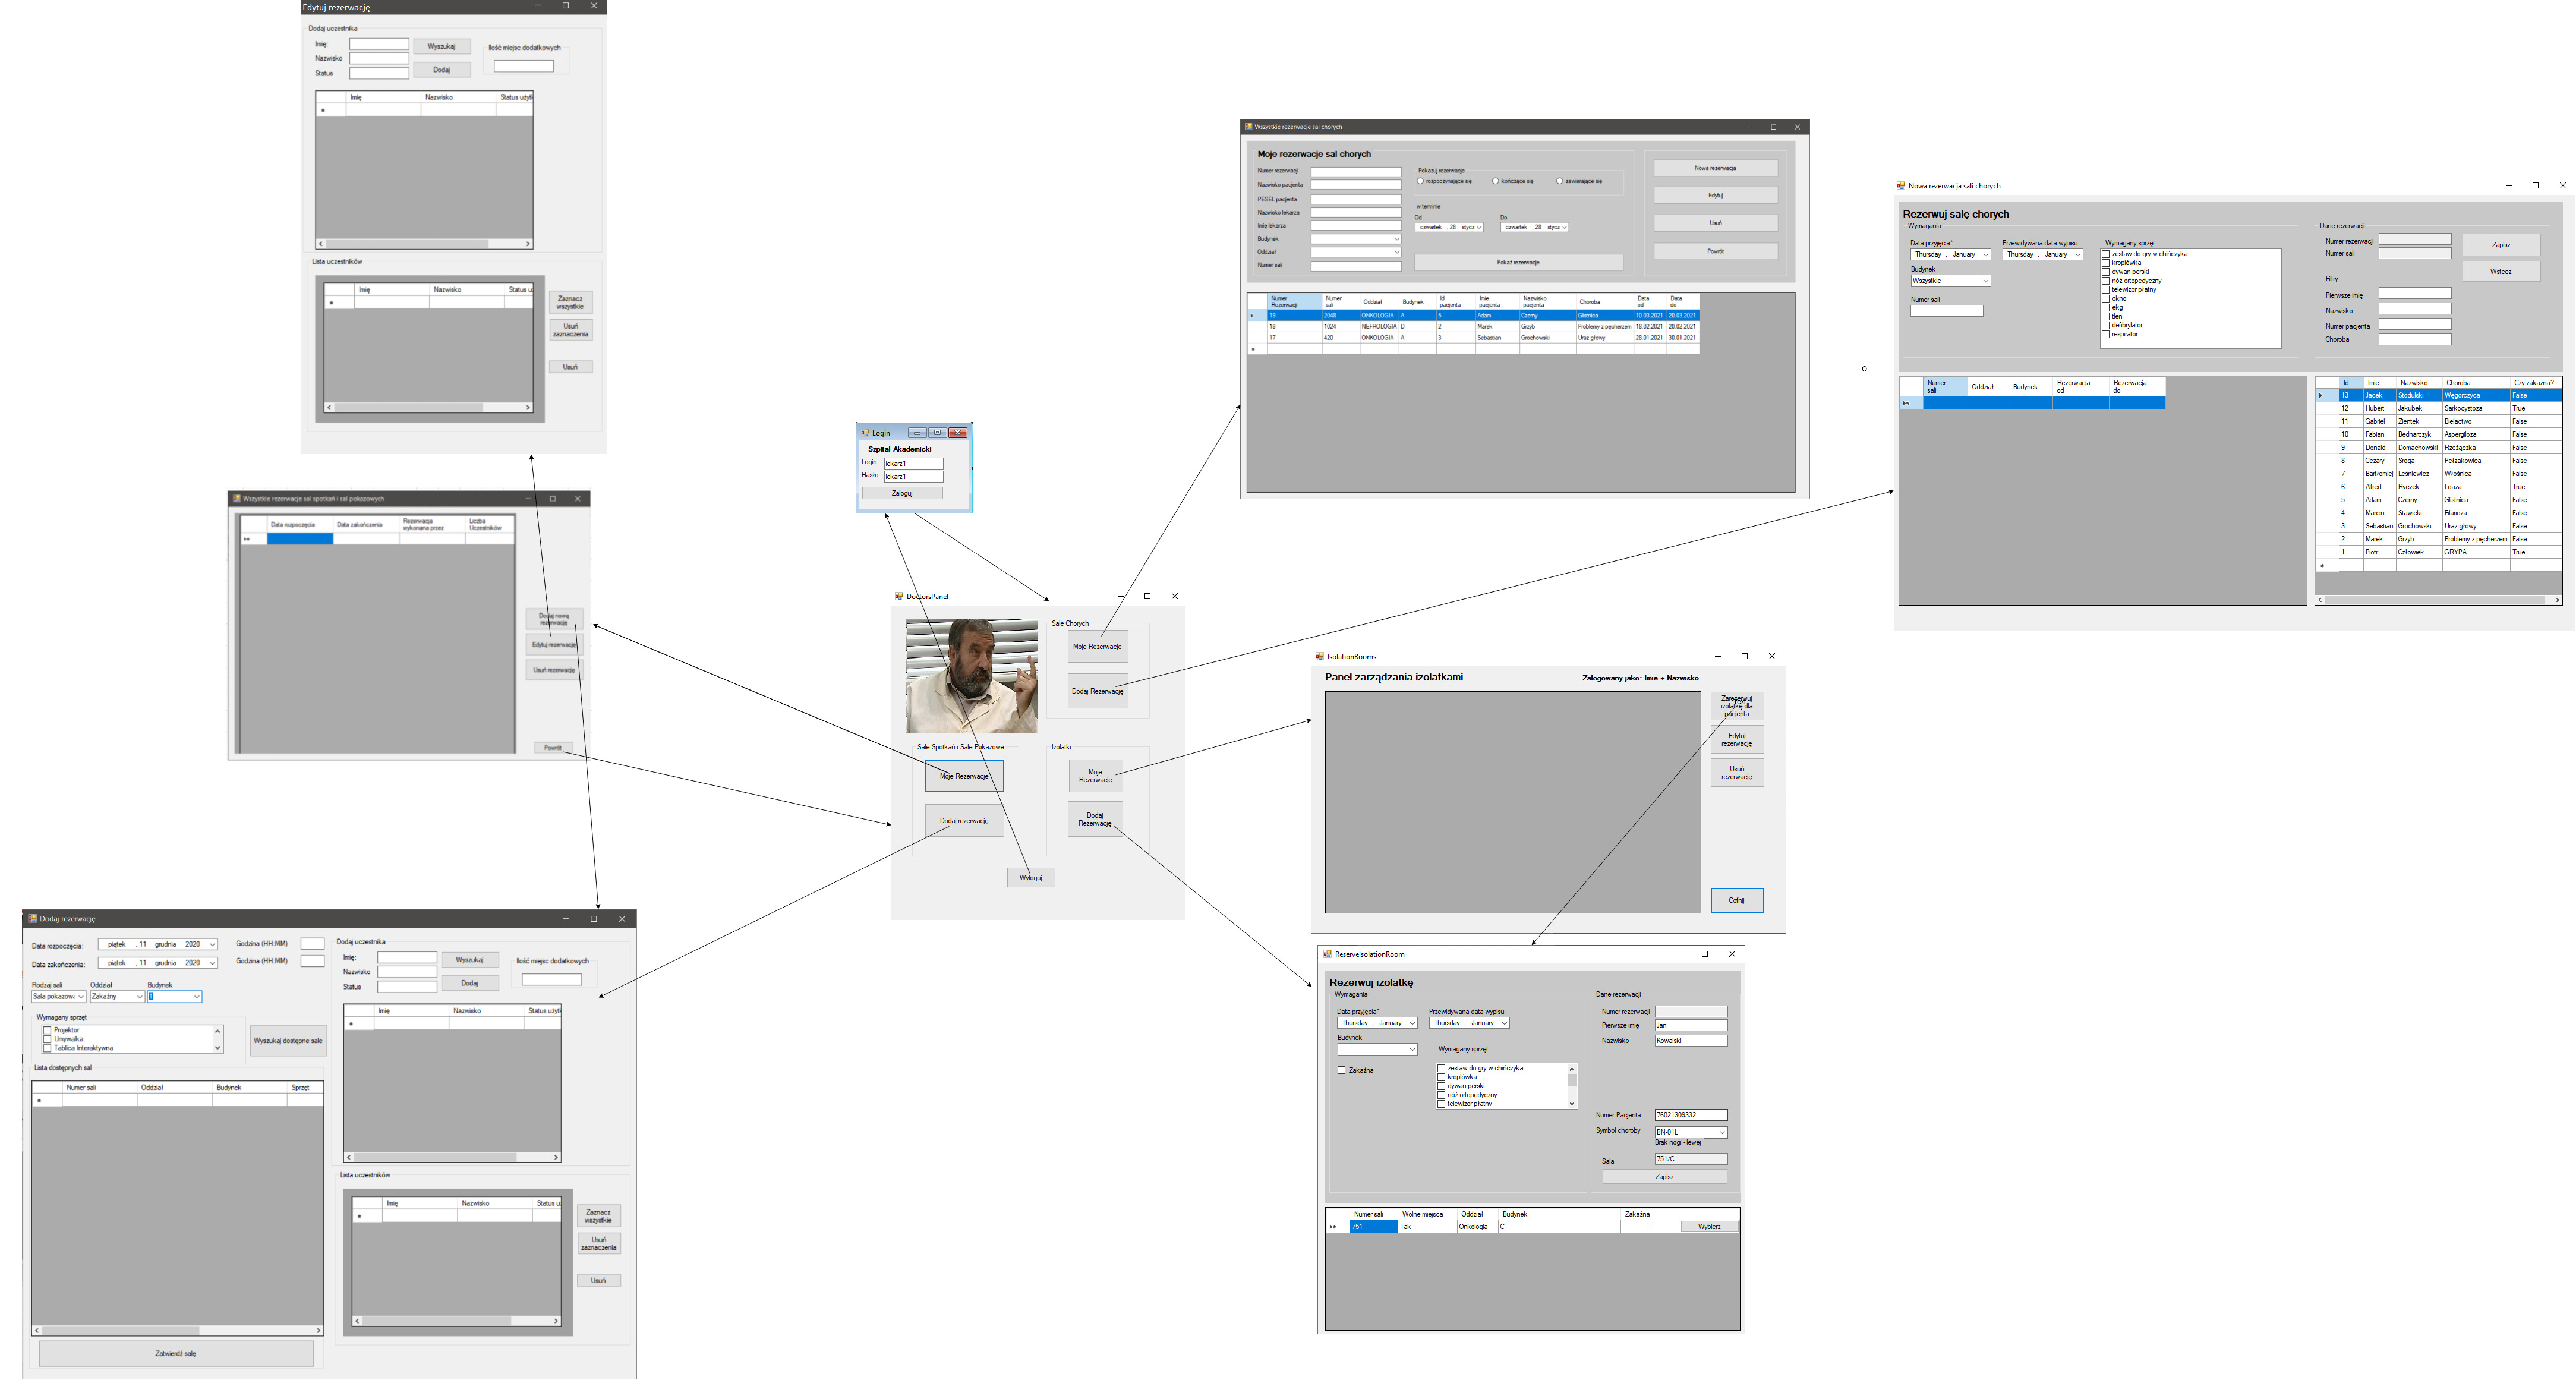 Edytuj rezerwację
Dodaj uczestnika
Imię:
Nazwisko
Status
Wyszukaj
Dodaj
Ilość miejsc dodatkowych
Imię Nazwisko Status użytk
Lista uczestników
Imię Nazwisko Status u
Zaznacz
wszystkie
Usuń
zaznaczenia
Usuń
Wszystkie rezerwacje sal spotkań i sal pokazowych
Data rozpoczęcia Data zakończenia Rezerwacja wykonana przez Liczba Uczestników
Dodaj nową
rezerwację
Edytuj rezerwację
Usuń rezerwację
Powrót
Dodaj rezerwację
Data rozpoczęcia: piątek , 11 grudnia 2020 Godzina (HH:MM)
Data zakończenia: piątek , 11 grudnia 2020 Godzina (HH:MM)
Rodzaj sali Oddział Budynek
Sala pokazowa Zakaźny
Wymagany sprzęt
Projektor
Umywalka
Tablica Interaktywna
Wyszukaj dostępne sale
Lista dostępnych sal
Numer sali Oddział Budynek Sprzęt
Zatwierdź salę
Dodaj uczestnika
Imię:
Nazwisko
Status
Wyszukaj
Dodaj
Ilość miejsc dodatkowych
Imię Nazwisko Status użytk
Lista uczestników
Imię Nazwisko Status u
Zaznacz
wszystkie
Usuń
zaznaczenia
Usuń
Login
Szpital Akademicki
Login lekarz1
Hasło lekarz1
Zaloguj
DoctorsPanel
Sale Chorych
Moje Rezerwacje
Dodaj Rezerwację
Sale Spotkań i Sale Pokazowe
Moje Rezerwacje
Dodaj rezerwację
Izolatki
Moje
Rezerwacje
Dodaj
Rezerwację
Wyloguj
Wszystkie rezerwacje sal chorych
Moje rezerwacje sal chorych
Numer rezerwacji
Nazwisko pacjenta
PESEL pacjenta
Nazwisko lekarza
Imię lekarza
Budynek
Oddział
Numer sali
Pokazuj rezerwacje
rozpoczynające się kończące się zawierające się
w terminie
Od Do
czwartek , 28 stycz czwartek , 28 stycz
Pokaż rezerwacje
Nowa rezerwacja
Edytuj
Usuń
Powrót
Numer Rezerwacji Numer sali Oddział Budynek Id pacjenta Imie pacjenta Nazwisko pacjenta Choroba Data od Data do
19 2048 ONKOLOGIA A 5 Adam Czerny Glistnica 10.03.2021 20.03.2021
18 1024 NEFROLOGIA D 2 Marek Grzyb Problemy z pęcherzem 18.02.2021 20.02.2021
17 420 ONKOLOGIA A 3 Sebastian Grochowski Uraz głowy 28.01.2021 30.01.2021
O
Nowa rezerwacja sali chorych
Rezerwuj salę chorych
Wymagania
Data przyjęcia* Przewidywana data wypisu Wymagany sprzęt
Thursday , January Thursday , January
Budynek
Wszystkie
Numer sali
zestaw do gry w chińczyka
kroplówka
dywan perski
nóż ortopedyczny
telewizor płatny
okno
ekg
tlen
defibrylator
respirator
Dane rezerwacji
Numer rezerwacji
Numer sali
Filtry
Pierwsze imię
Nazwisko
Numer pacjenta
Choroba
Zapisz
Wstecz
Numer sali Oddział Budynek Rezerwacja od Rezerwacja do
Id Imie Nazwisko Choroba Czy zakaźna?
13 Jacek Stodulski Węgorczyca False
12 Hubert Jakubek Sarkocystoza True
11 Gabriel Zientek Bielactwo False
10 Fabian Bednarczyk Aspergiloza False
9 Donald Domachowski Rzeżączka False
8 Cezary Sroga Pełzakowica False
7 Bartłomiej Leśniewicz Włośnica False
6 Alfred Ryczek Loaza True
5 Adam Czerny Glistnica False
4 Marcin Stawicki Filarioza False
3 Sebastian Grochowski Uraz głowy False
2 Marek Grzyb Problemy z pęcherzem False
1 Piotr Człowiek GRYPA True
IsolationRooms
Panel zarządzania izolatkami
Zalogowany jako: Imie + Nazwisko
Zarezerwuj
izolatkę dla
pacjenta
Text
Edytuj
rezerwację
Usuń
rezerwację
Cofnij
ReserveIsolationRoom
Rezerwuj izolatkę
Wymagania
Data przyjęcia* Przewidywana data wypisu
Thursday , January Thursday , January
Budynek
Wymagany sprzęt
Zakaźna
zestaw do gry w chińczyka
kroplówka
dywan perski
nóż ortopedyczny
telewizor płatny
Dane rezerwacji
Numer rezerwacji
Pierwsze imię Jan
Nazwisko Kowalski
Numer Pacjenta 76021309332
Symbol choroby BN-01L
Brak nogi - lewej
Sala 751/C
Zapisz
Numer sali Wolne miejsca Oddział Budynek Zakaźna
751 Tak Onkologia C Wybierz